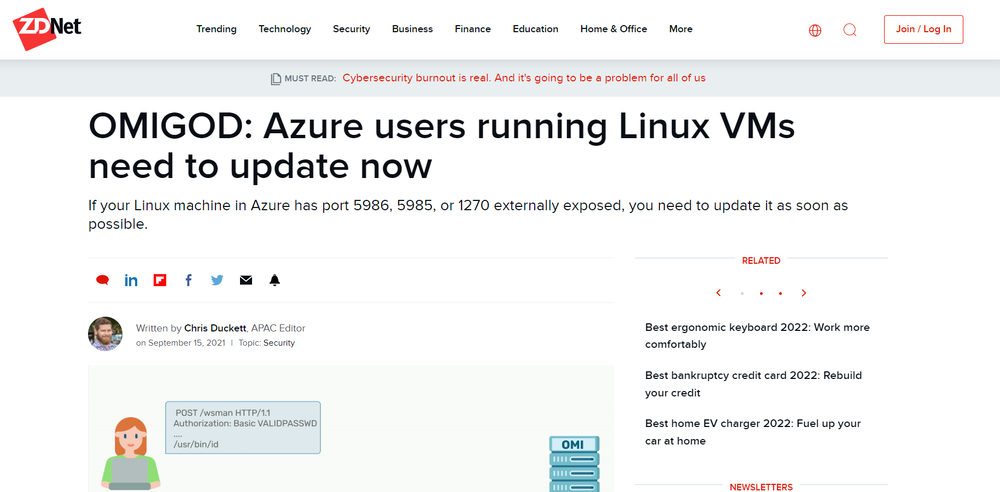 ZDNet
Trending Technology Security Business Finance Education Home & Office More
Join / Log In
MUST READ: Cybersecurity burnout is real. And it's going to be a problem for all of us
OMIGOD: Azure users running Linux VMs
need to update now
If your Linux machine in Azure has port 5986, 5985, or 1270 externally exposed, you need to update it as soon as
possible.
Written by Chris Duckett, APAC Editor
on September 15, 2021 | Topic: Security
POST /wsman HTTP/1.1
Authorization: Basic VALIDPASSWD
....
/usr/bin/id
OMI
RELATED
Best ergonomic keyboard 2022: Work more
comfortably
Best bankruptcy credit card 2022: Rebuild
your credit
Best home EV charger 2022: Fuel up your
car at home
NEWSLETTERS